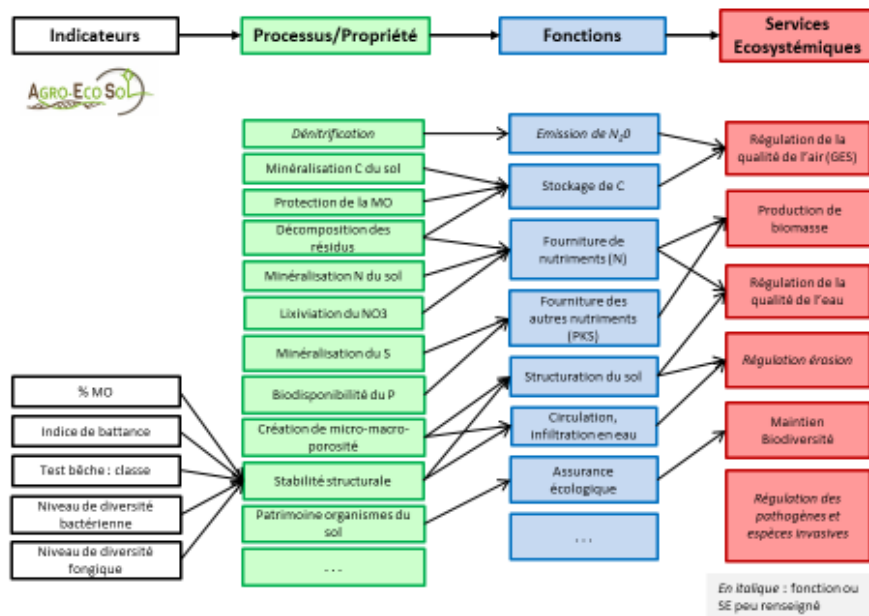 Indicateurs
Processus/Propriété
Fonctions
Services
Ecosystémiques
AGRO-ECO SOL
Dénitrification
Minéralisation C du sol
Protection de la MO
Décomposition des
résidus
Minéralisation N du sol
Lixiviation du NO3
Minéralisation du S
Biodisponibilité du P
Création de micro-macro-
porosité
Stabilité structurale
Patrimoine organismes du
sol
...
% MO
Indice de battance
Test bêche : classe
Niveau de diversité
bactérienne
Niveau de diversité
fongique
Emission de N₂0
Stockage de C
Fourniture de
nutriments (N)
Fourniture des
autres nutriments
(PKS)
Structuration du sol
Circulation,
infiltration en eau
Assurance
écologique
...
Régulation de la
qualité de l'air (GES)
Production de
biomasse
Régulation de la
qualité de l'eau
Régulation érosion
Maintien
Biodiversité
Régulation des
pathogènes et
espèces invasives
En italique : fonction ou
SE peu renseigné